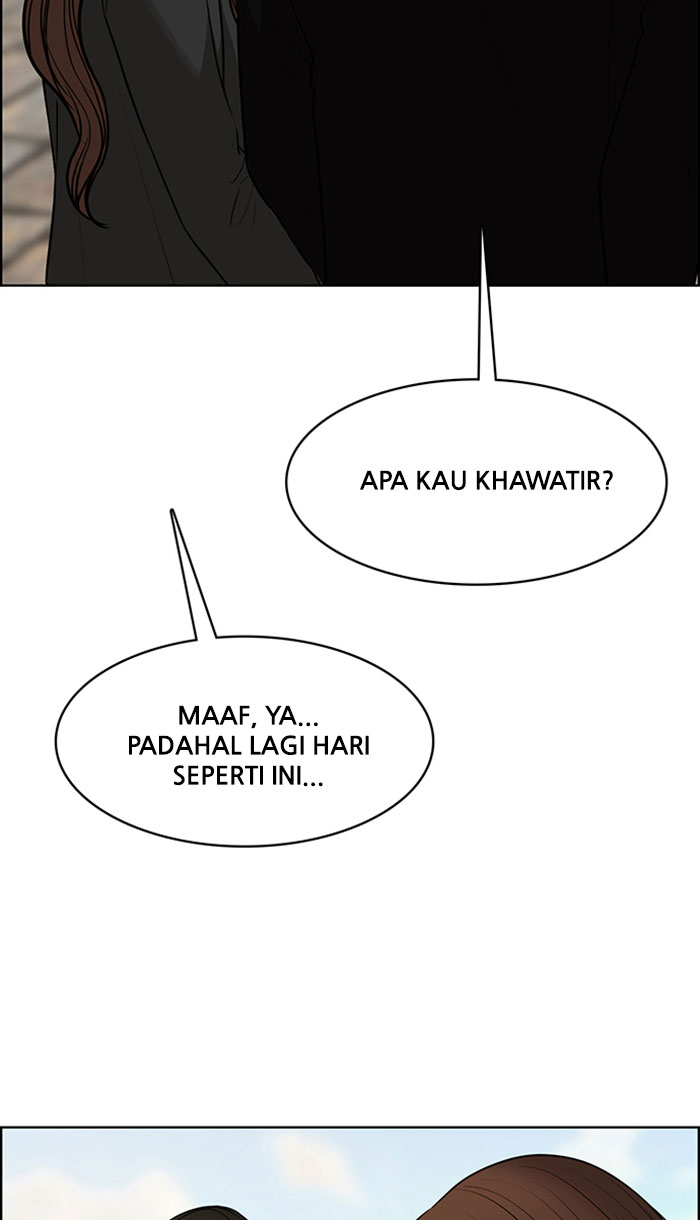 APA KAU KHAWATIR?
MAAF, YA...
PADAHAL LAGI HARI
SEPERTI INI...